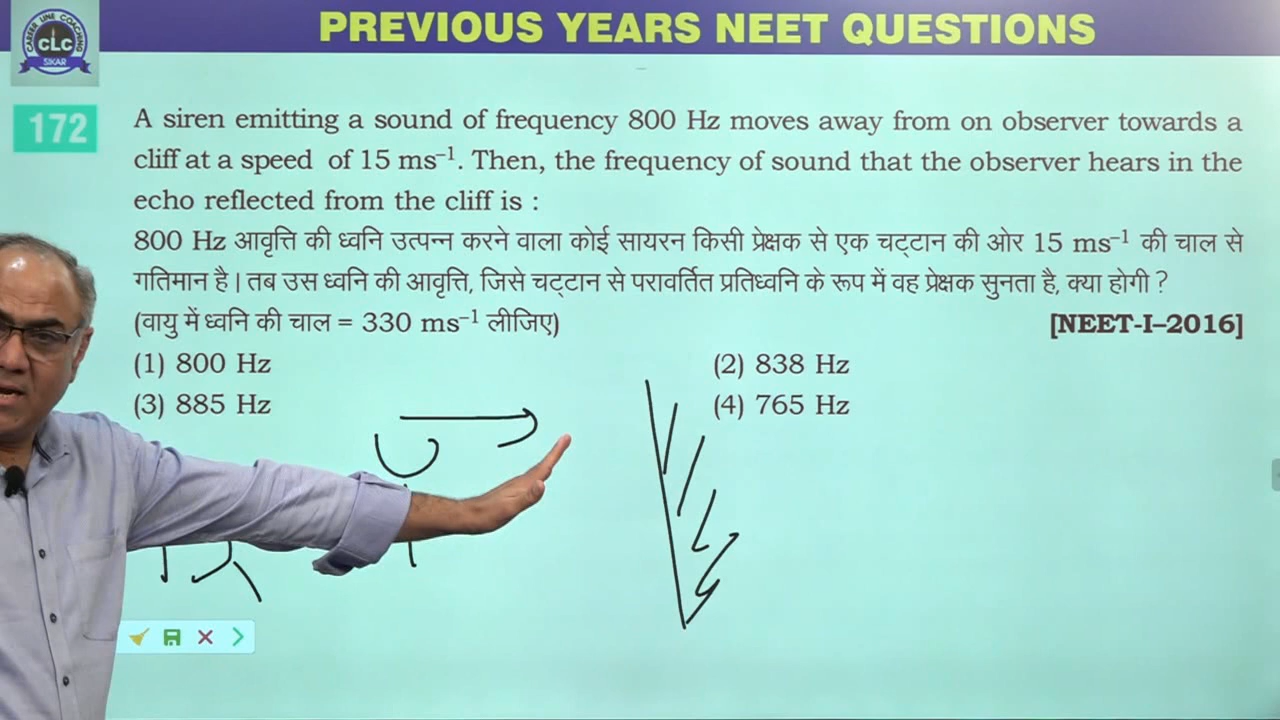 PREVIOUS YEARS NEET QUESTIONS
CAREER LINE COACHING
CLC
SIKAR
172
A siren emitting a sound of frequency 800 Hz moves away from on observer towards a
cliff at a speed of 15 ms⁻¹. Then, the frequency of sound that the observer hears in the
echo reflected from the cliff is :
800 Hz आवृत्ति की ध्वनि उत्पन्न करने वाला कोई सायरन किसी प्रेक्षक से एक चट्टान की ओर 15 ms⁻¹ की चाल से
गतिमान है। तब उस ध्वनि की आवृत्ति, जिसे चट्टान से परावर्तित प्रतिध्वनि के रूप में वह प्रेक्षक सुनता है, क्या होगी ?
(वायु में ध्वनि की चाल = 330 ms⁻¹ लीजिए) [NEET-I–2016]
(1) 800 Hz (2) 838 Hz
(3) 885 Hz (4) 765 Hz